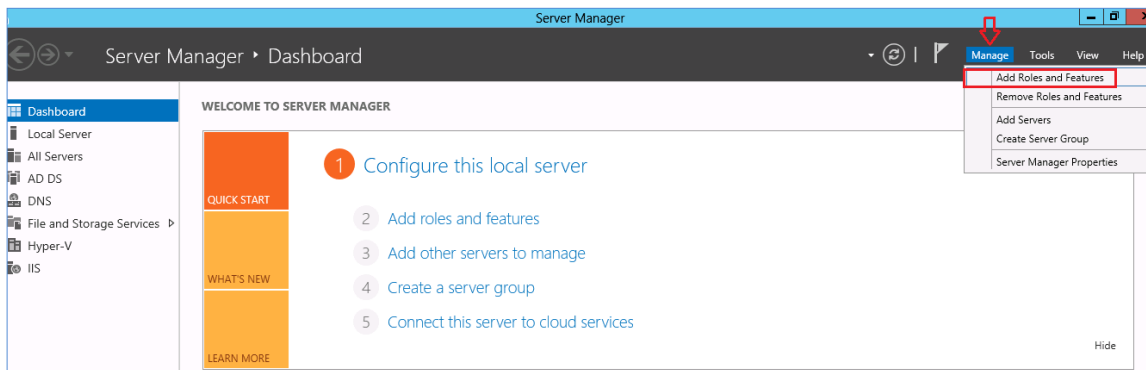 Server Manager
Server Manager • Dashboard
Manage Tools View Help
Add Roles and Features
Remove Roles and Features
Add Servers
Create Server Group
Server Manager Properties
Dashboard
Local Server
All Servers
AD DS
DNS
File and Storage Services
Hyper-V
IIS
WELCOME TO SERVER MANAGER
QUICK START
WHAT'S NEW
LEARN MORE
1 Configure this local server
2 Add roles and features
3 Add other servers to manage
4 Create a server group
5 Connect this server to cloud services
Hide